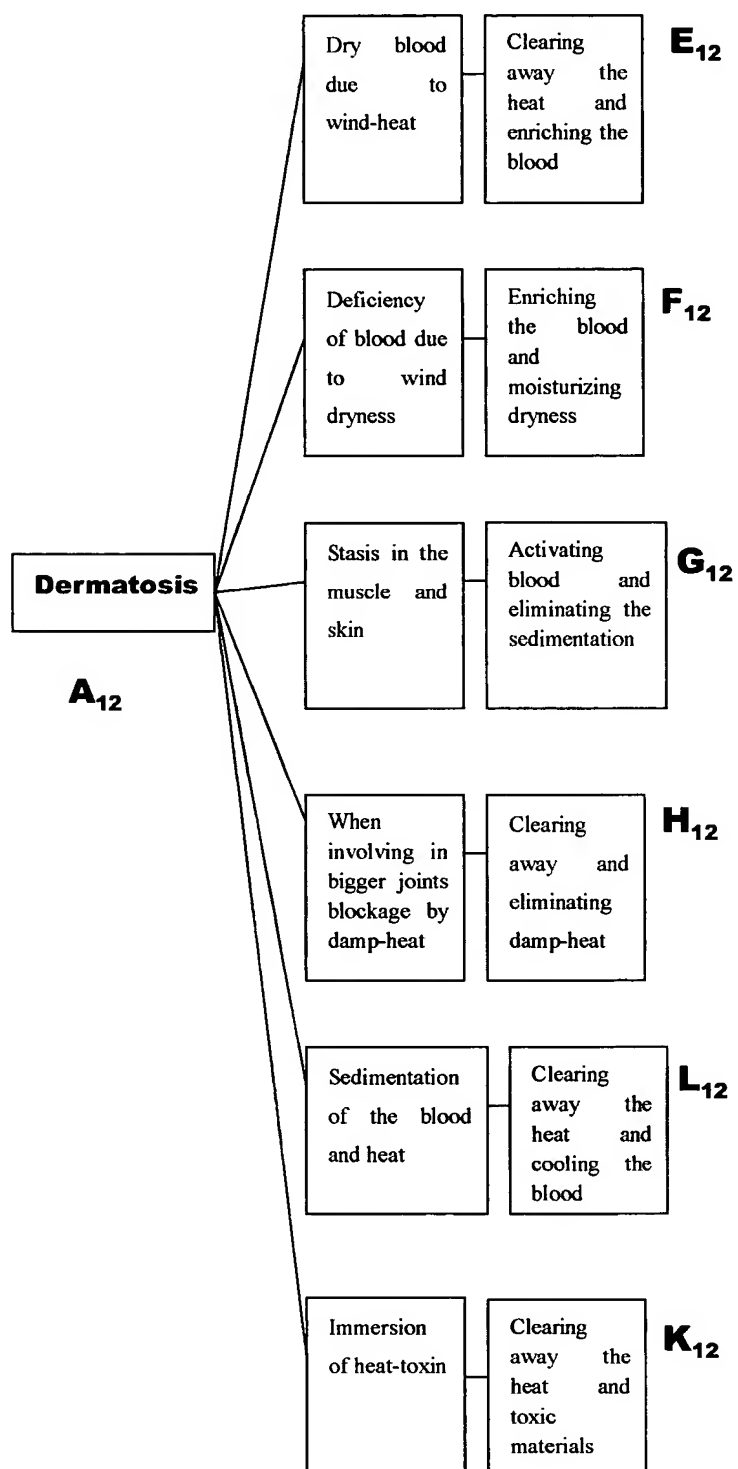 Dry blood
due to
wind-heat
Clearing
away the
heat and
enriching the
blood
E12
Deficiency
of blood due
to wind
dryness
Enriching
the blood
and
moisturizing
dryness
F12
Dermatosis
A12
Stasis in the
muscle and
skin
Activating
blood and
eliminating the
sedimentation
G12
When
involving in
bigger joints
blockage by
damp-heat
Clearing
away and
eliminating
damp-heat
H12
Sedimentation
of the blood
and heat
Clearing
away the
heat and
cooling the
blood
L12
Immersion
of heat-toxin
Clearing
away the
heat and
toxic
materials
K12